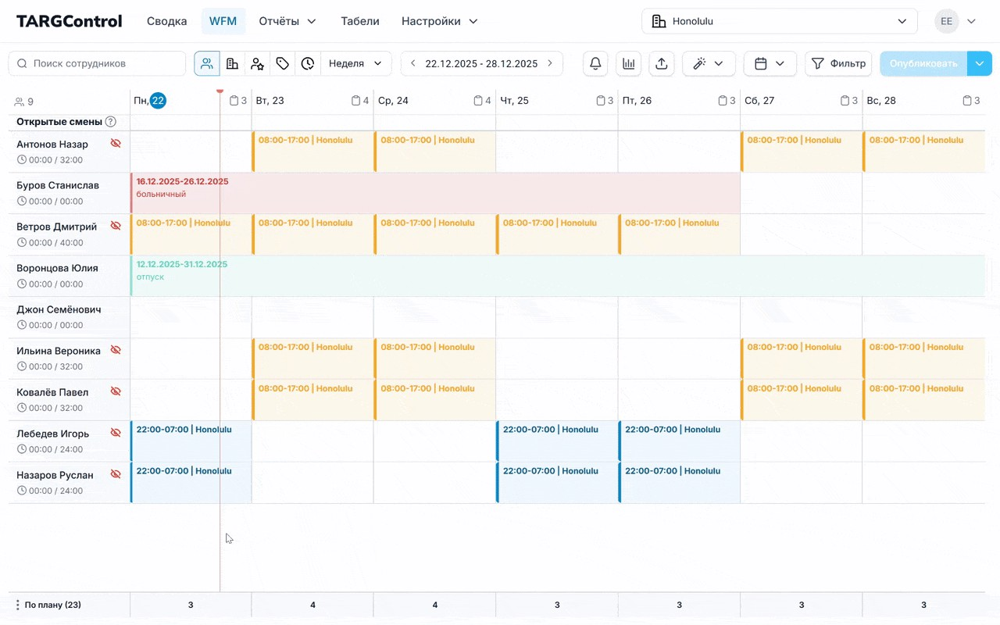 TARGControl Сводка WFM Отчёты Табели Настройки Honolulu EE
Поиск сотрудников Неделя 22.12.2025 - 28.12.2025 Фильтр Опубликовать
9 Пн, 22 3 Вт, 23 4 Ср, 24 4 Чт, 25 3 Пт, 26 3 Сб, 27 3 Вс, 28 3
Открытые смены ?
Антонов Назар 08:00-17:00 | Honolulu 08:00-17:00 | Honolulu 08:00-17:00 | Honolulu 08:00-17:00 | Honolulu
00:00 / 32:00
Буров Станислав 16.12.2025-26.12.2025
больничный
00:00 / 00:00
Ветров Дмитрий 08:00-17:00 | Honolulu 08:00-17:00 | Honolulu 08:00-17:00 | Honolulu 08:00-17:00 | Honolulu 08:00-17:00 | Honolulu
00:00 / 40:00
Воронцова Юлия 12.12.2025-31.12.2025
отпуск
00:00 / 00:00
Джон Семёнович
00:00 / 00:00
Ильина Вероника 08:00-17:00 | Honolulu 08:00-17:00 | Honolulu 08:00-17:00 | Honolulu 08:00-17:00 | Honolulu
00:00 / 32:00
Ковалёв Павел 08:00-17:00 | Honolulu 08:00-17:00 | Honolulu 08:00-17:00 | Honolulu 08:00-17:00 | Honolulu
00:00 / 32:00
Лебедев Игорь 22:00-07:00 | Honolulu 22:00-07:00 | Honolulu 22:00-07:00 | Honolulu
00:00 / 24:00
Назаров Руслан 22:00-07:00 | Honolulu 22:00-07:00 | Honolulu 22:00-07:00 | Honolulu
00:00 / 24:00
По плану (23) 3 4 4 3 3 3 3